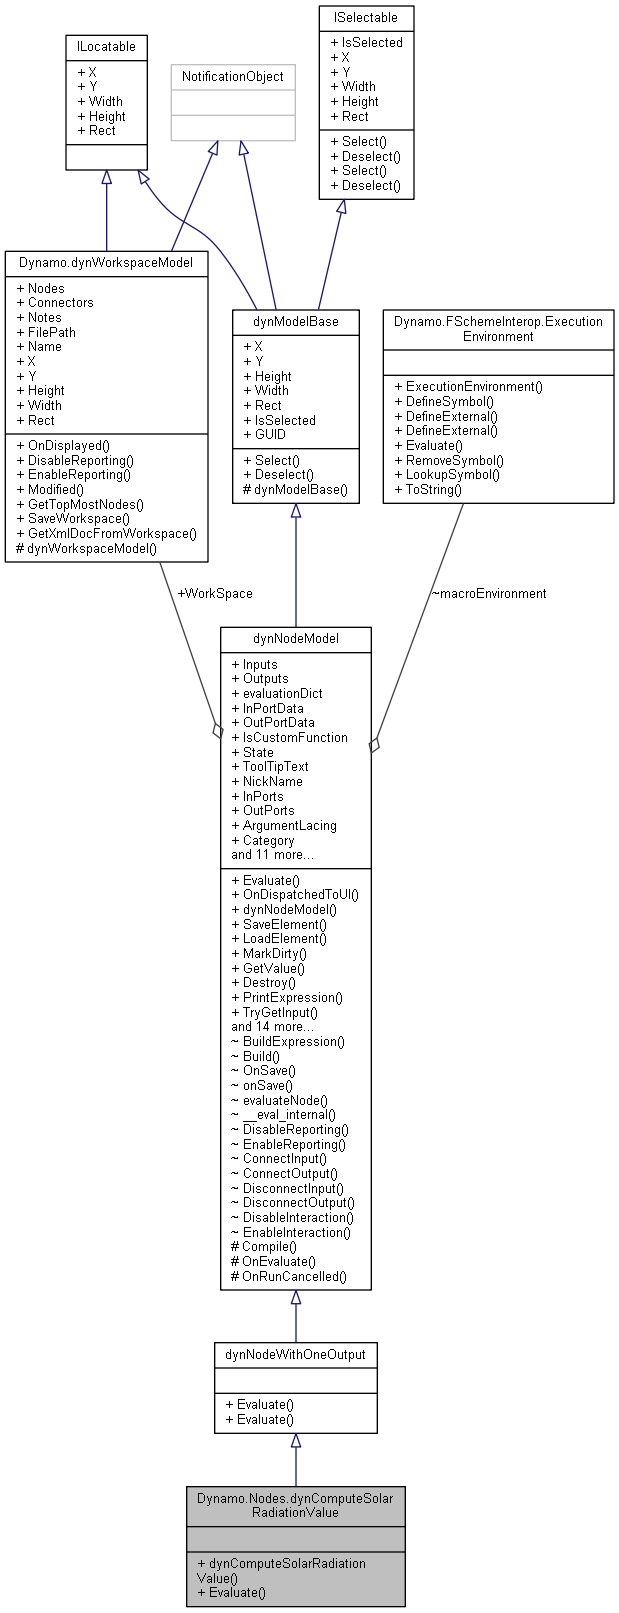 ISelectable
+ IsSelected
+ X
+ Y
+ Width
+ Height
+ Rect
+ Select()
+ Deselect()
+ Select()
+ Deselect()
ILocatable
+ X
+ Y
+ Width
+ Height
+ Rect
NotificationObject
Dynamo.dynWorkspaceModel
+ Nodes
+ Connectors
+ Notes
+ FilePath
+ Name
+ X
+ Y
+ Height
+ Width
+ Rect
+ OnDisplayed()
+ DisableReporting()
+ EnableReporting()
+ Modified()
+ GetTopMostNodes()
+ SaveWorkspace()
+ GetXmlDocFromWorkspace()
# dynWorkspaceModel()
dynModelBase
+ X
+ Y
+ Height
+ Width
+ Rect
+ IsSelected
+ GUID
+ Select()
+ Deselect()
# dynModelBase()
Dynamo.FSchemeInterop.Execution
Environment
+ ExecutionEnvironment()
+ DefineSymbol()
+ DefineExternal()
+ DefineExternal()
+ Evaluate()
+ RemoveSymbol()
+ LookupSymbol()
+ ToString()
+WorkSpace
~macroEnvironment
dynNodeModel
+ Inputs
+ Outputs
+ evaluationDict
+ InPortData
+ OutPortData
+ IsCustomFunction
+ State
+ ToolTipText
+ NickName
+ InPorts
+ OutPorts
+ ArgumentLacing
+ Category
and 11 more...
+ Evaluate()
+ OnDispatchedToUI()
+ dynNodeModel()
+ SaveElement()
+ LoadElement()
+ MarkDirty()
+ GetValue()
+ Destroy()
+ PrintExpression()
+ TryGetInput()
and 14 more...
~ BuildExpression()
~ Build()
~ OnSave()
~ onSave()
~ evaluateNode()
~ __eval_internal()
~ DisableReporting()
~ EnableReporting()
~ ConnectInput()
~ ConnectOutput()
~ DisconnectInput()
~ DisconnectOutput()
~ DisableInteraction()
~ EnableInteraction()
# Compile()
# OnEvaluate()
# OnRunCancelled()
dynNodeWithOneOutput
+ Evaluate()
+ Evaluate()
Dynamo.Nodes.dynComputeSolar
RadiationValue
+ dynComputeSolarRadiation
Value()
+ Evaluate()